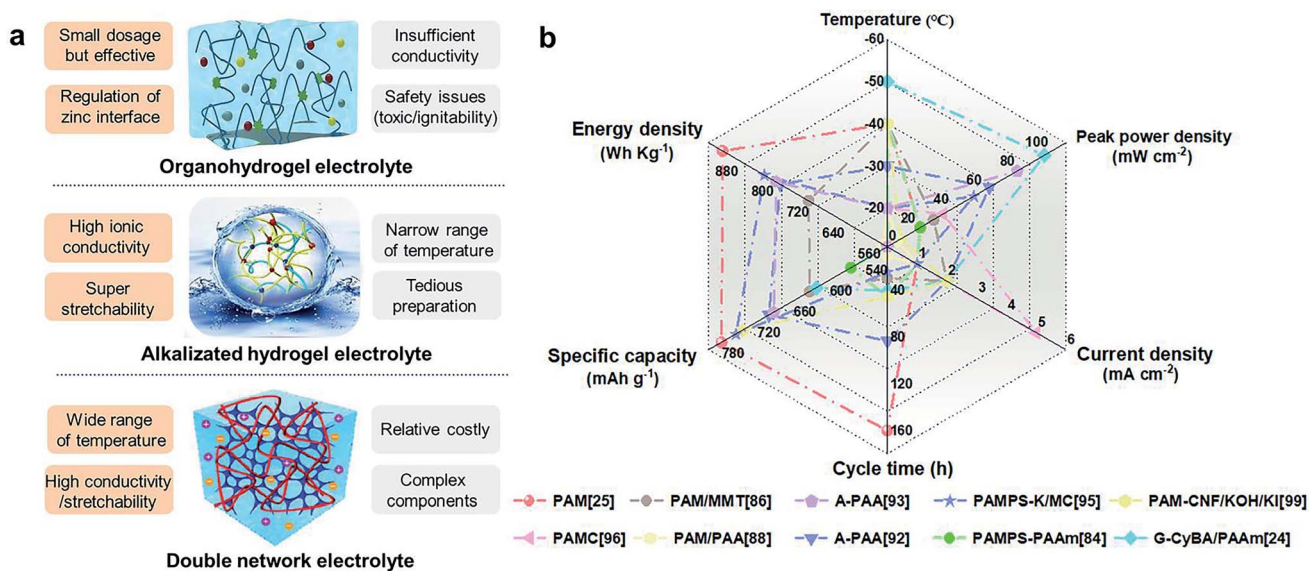 a
Small dosage
but effective
Insufficient
conductivity
Regulation of
zinc interface
Safety issues
(toxic/ignitability)
Organohydrogel electrolyte
High ionic
conductivity
Narrow range
of temperature
Super
stretchability
Tedious
preparation
Alkalizated hydrogel electrolyte
Wide range
of temperature
Relative costly
High conductivity
/stretchability
Complex
components
Double network electrolyte
b
Temperature (°C)
-60
-50
-40
-30
-20
Peak power density
(mW cm-2)
100
80
60
40
20
0
Current density
(mA cm-2)
1
2
3
4
5
6
Cycle time (h)
40
80
120
160
Specific capacity
(mAh g-1)
540
600
660
720
780
Energy density
(Wh Kg-1)
560
640
720
800
880
PAM[25]
PAM/MMT[86]
A-PAA[93]
PAMPS-K/MC[95]
PAM-CNF/KOH/KI[99]
PAMC[96]
PAM/PAA[88]
A-PAA[92]
PAMPS-PAAm[84]
G-CyBA/PAAm[24]